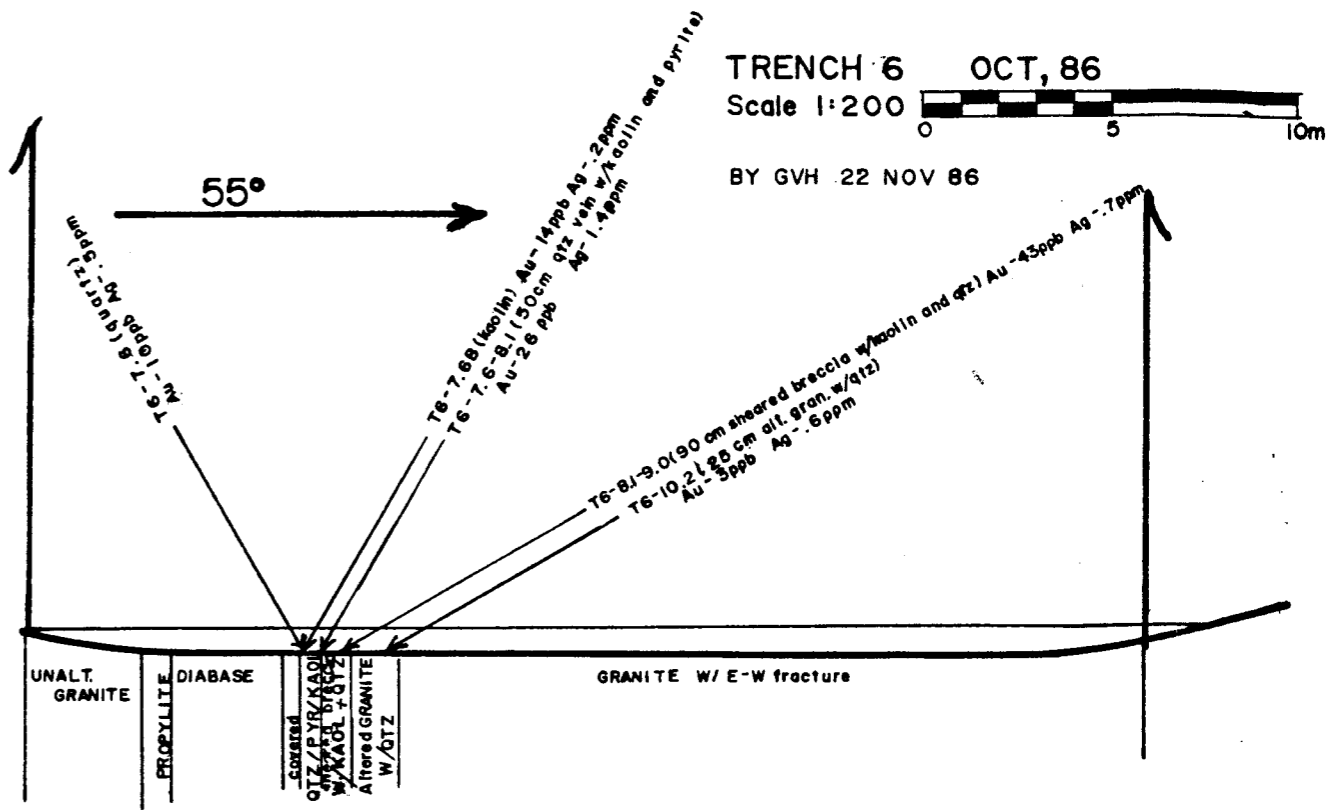 TRENCH 6 OCT, 86
Scale 1:200
0 5 10m
BY GVH 22 NOV 86
55°
T6-7.8 (quartz)
Au-10ppb Ag-.5ppm
T6-7.6B (kaolin) Au-14ppb Ag-.2ppm
T6-7.6-8.1 (50cm qtz vein w/kaolin and pyrite)
Au-26 ppb Ag-1.4ppm
T6-8.1-9.0 (90 cm sheared breccia w/kaolin and qtz) Au-43ppb Ag-.7ppm
T6-10.2 (25 cm alt. gran. w/qtz)
Au-3ppb Ag-.6ppm
UNALT.
GRANITE
PROPYLITE
DIABASE
covered
QTZ/PYR/KAOL
breccia
W/KAOL+QTZ
Altered GRANITE
W/QTZ
GRANITE W/ E-W fracture